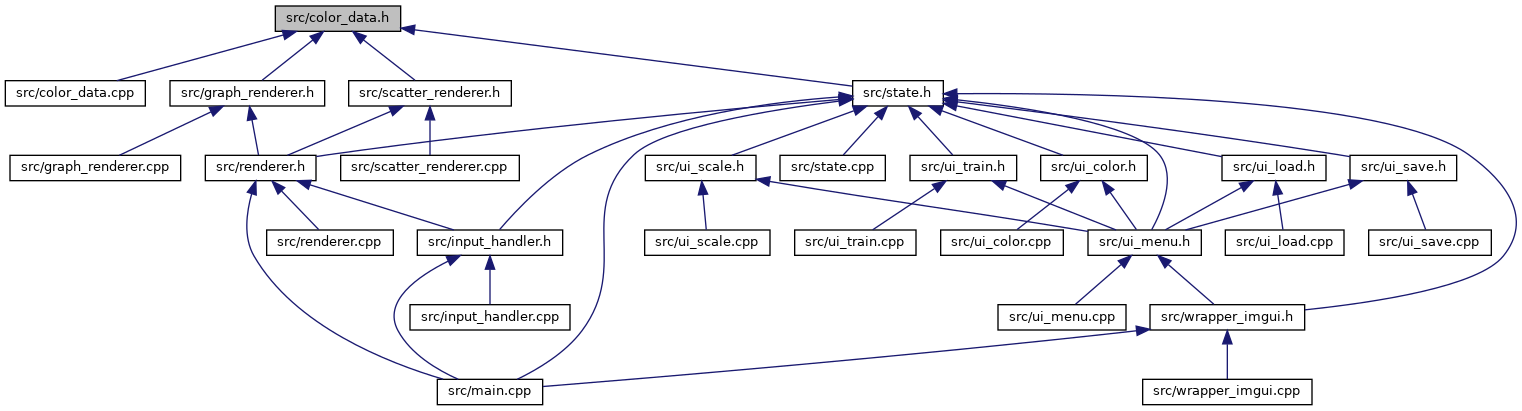 src/color_data.h
src/color_data.cpp
src/graph_renderer.h
src/scatter_renderer.h
src/state.h
src/graph_renderer.cpp
src/renderer.h
src/scatter_renderer.cpp
src/ui_scale.h
src/state.cpp
src/ui_train.h
src/ui_color.h
src/ui_load.h
src/ui_save.h
src/renderer.cpp
src/input_handler.h
src/ui_scale.cpp
src/ui_train.cpp
src/ui_color.cpp
src/ui_menu.h
src/ui_load.cpp
src/ui_save.cpp
src/input_handler.cpp
src/ui_menu.cpp
src/wrapper_imgui.h
src/main.cpp
src/wrapper_imgui.cpp